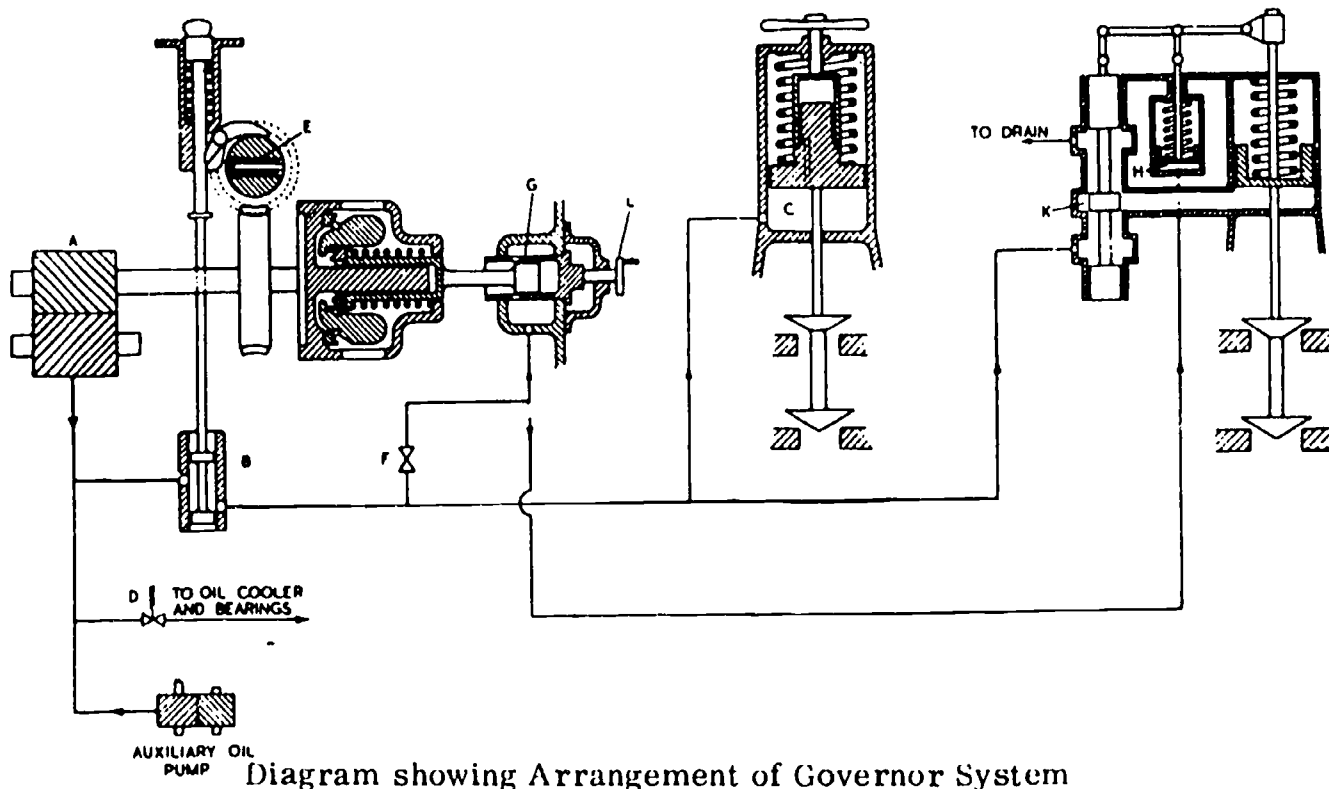 A
E
G
L
C
TO DRAIN
H
K
B
F
D
TO OIL COOLER
AND BEARINGS
AUXILIARY OIL
PUMP
Diagram showing Arrangement of Governor System